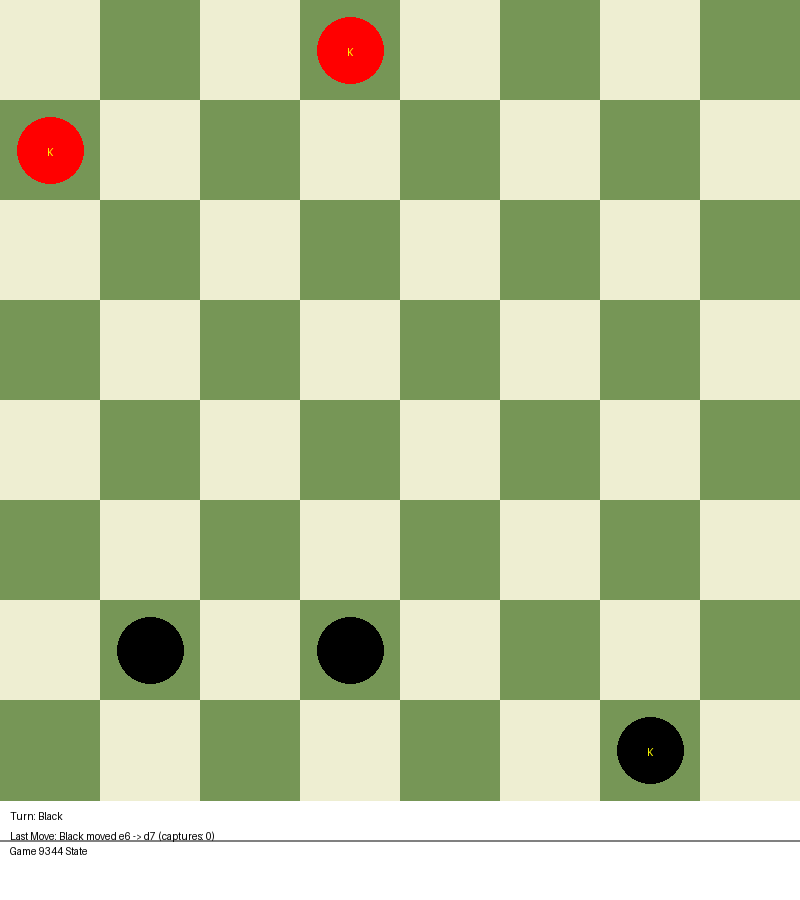 K
K
K
Turn: Black
Last Move: Black moved e6 -> d7 (captures: 0)
Game 9344 State